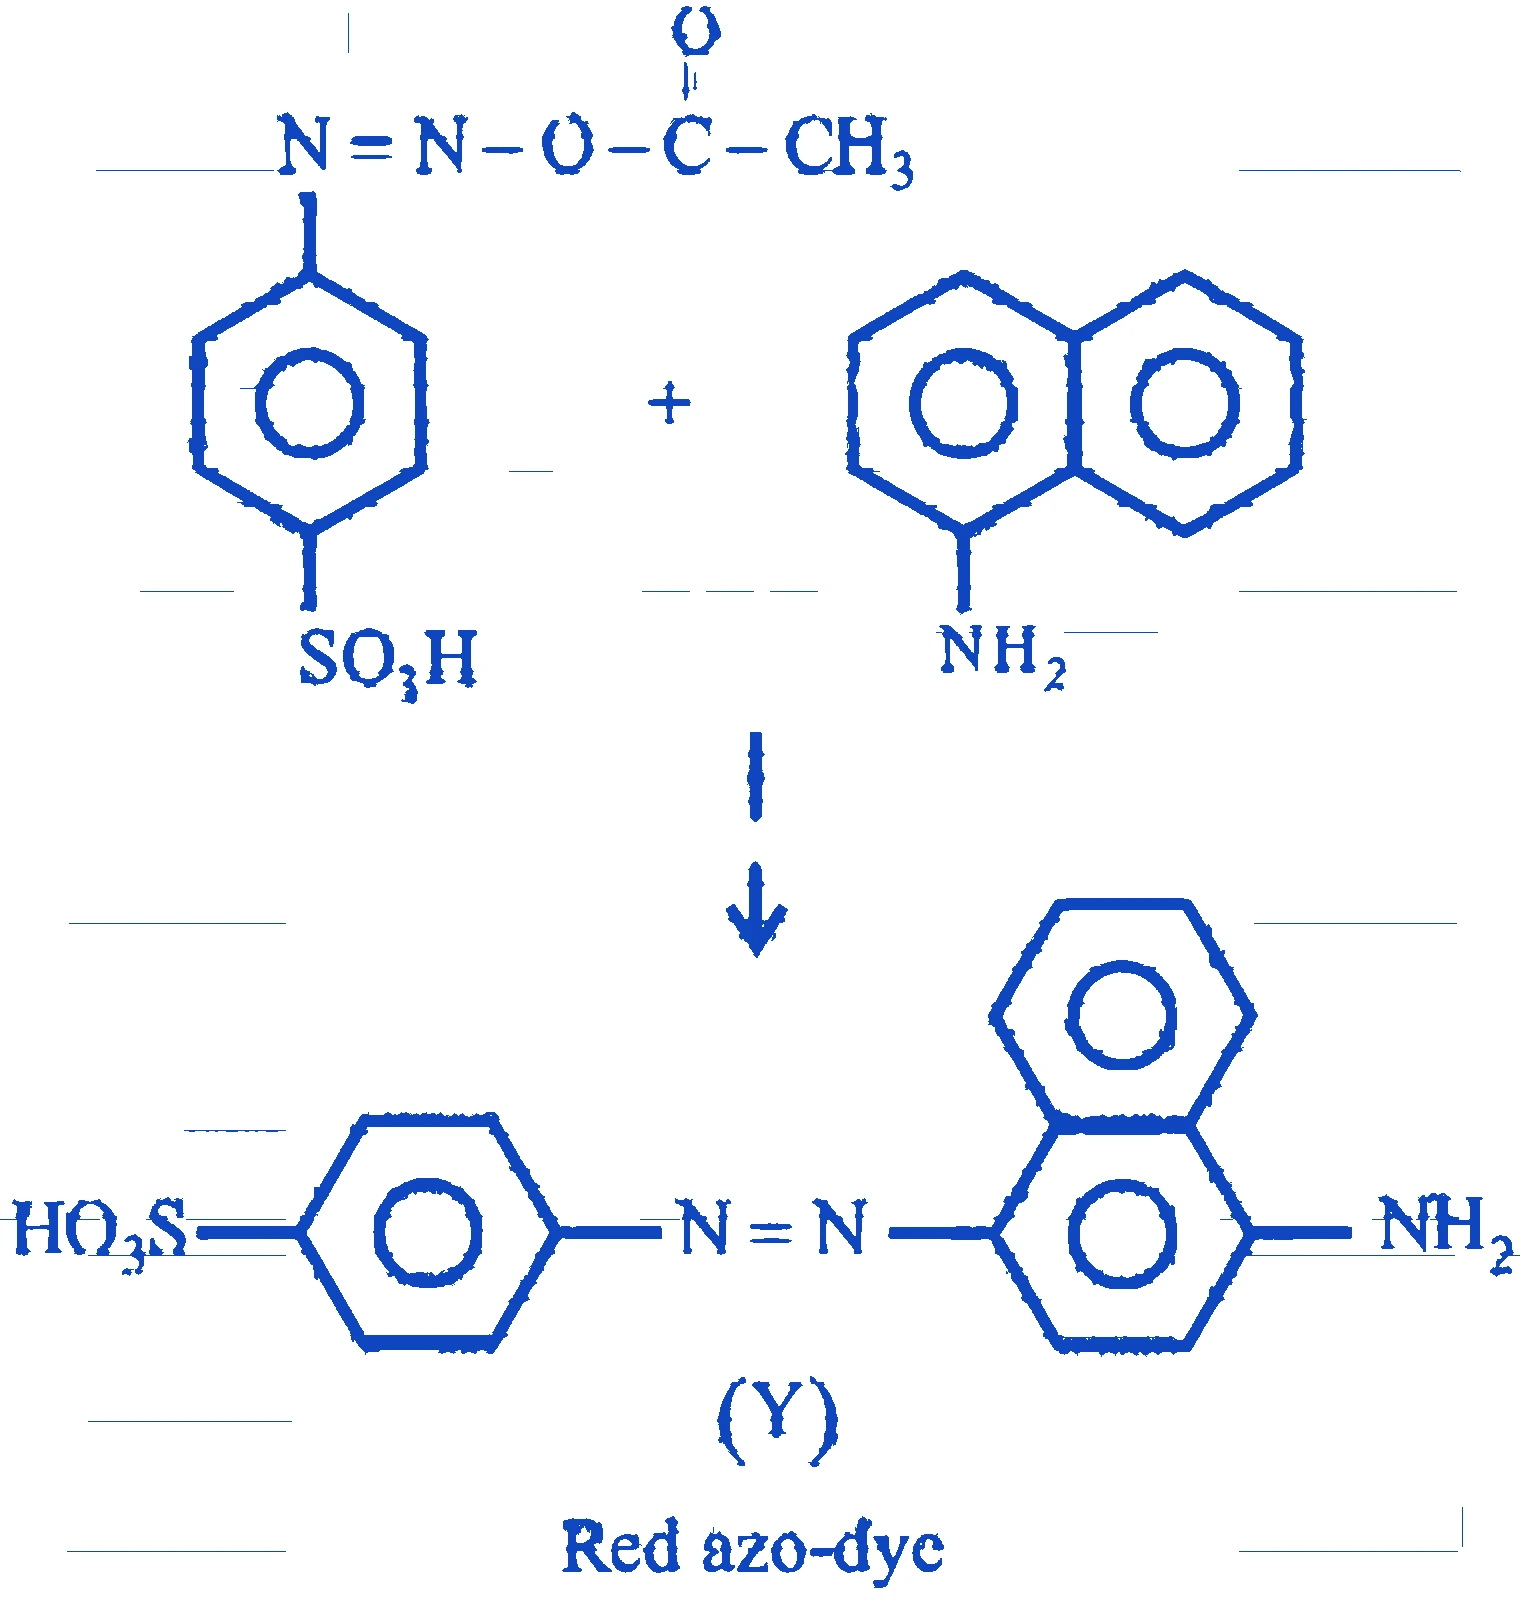 O
N = N – O – C – CH₃
+
SO₃H
NH₂
HO₃S N = N NH₂
(Y)
Red azo-dye